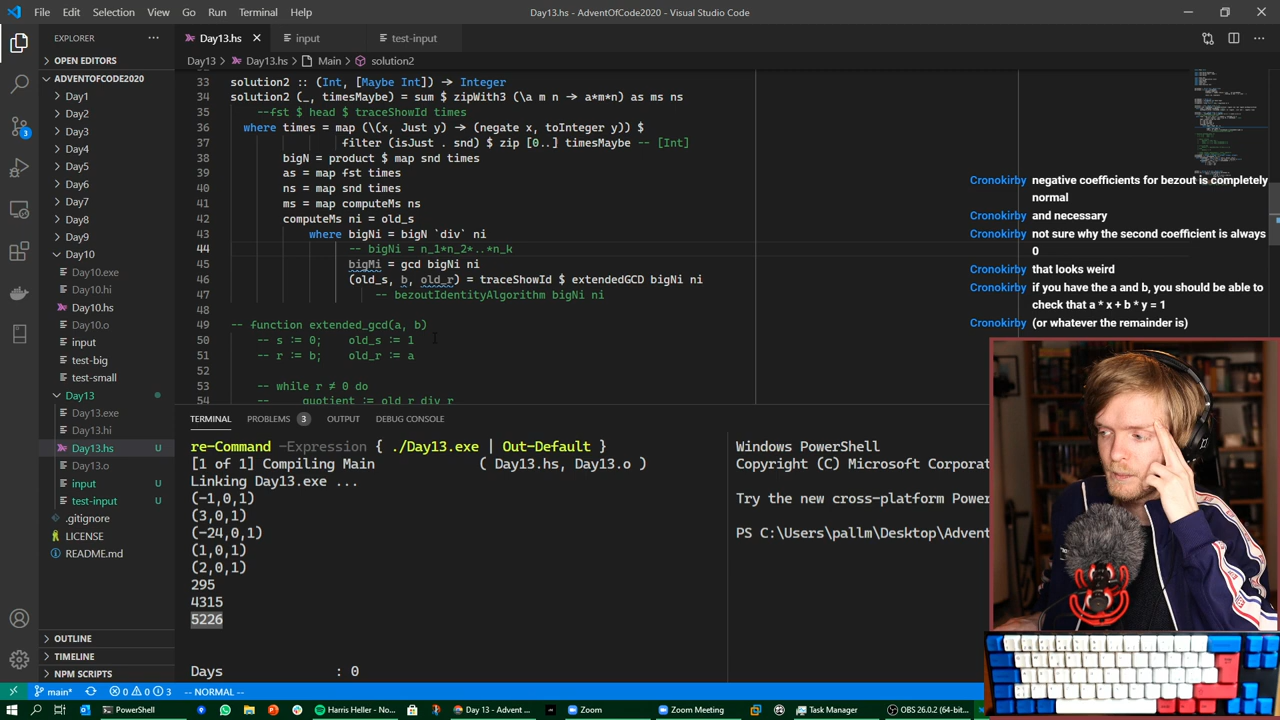 File Edit Selection View Go Run Terminal Help
Day13.hs - AdventOfCode2020 - Visual Studio Code
EXPLORER
OPEN EDITORS
ADVENTOFCODE2020
Day1
Day2
Day3
Day4
Day5
Day6
Day7
Day8
Day9
Day10
Day10.exe
Day10.hi
Day10.hs
Day10.o
input
test-big
test-small
Day13
Day13.exe
Day13.hi
Day13.hs U
Day13.o
input U
test-input U
.gitignore
LICENSE
README.md
OUTLINE
TIMELINE
NPM SCRIPTS
Day13.hs input test-input
Day13 > Day13.hs > Main > solution2
33 solution2 :: (Int, [Maybe Int]) → Integer
34 solution2 (_, timesMaybe) = sum $ zipWith3 (\a m n → a*m*n) as ms ns
35 --fst $ head $ traceShowId times
36 where times = map (\(x, Just y) → (negate x, toInteger y)) $
37 filter (isJust . snd) $ zip [0..] timesMaybe -- [Int]
38 bigN = product $ map snd times
39 as = map fst times
40 ns = map snd times
41 ms = map computeMs ns
42 computeMs ni = old_s
43 where bigNi = bigN `div` ni
44 -- bigNi = n_1*n_2*..*n_k
45 bigMi = gcd bigNi ni
46 (old_s, b, old_r) = traceShowId $ extendedGCD bigNi ni
47 -- bezoutIdentityAlgorithm bigNi ni
48
49 -- function extended_gcd(a, b)
50 -- s := 0; old_s := 1
51 -- r := b; old_r := a
52
53 -- while r ≠ 0 do
54 -- quotient := old_r div r
Cronokirby negative coefficients for bezout is completely
normal
Cronokirby and necessary
Cronokirby not sure why the second coefficient is always
0
Cronokirby that looks weird
Cronokirby if you have the a and b, you should be able to
check that a * x + b * y = 1
Cronokirby (or whatever the remainder is)
TERMINAL PROBLEMS 3 OUTPUT DEBUG CONSOLE
re-Command -Expression { ./Day13.exe | Out-Default }
[1 of 1] Compiling Main ( Day13.hs, Day13.o )
Linking Day13.exe ...
(-1,0,1)
(3,0,1)
(-24,0,1)
(1,0,1)
(2,0,1)
295
4315
5226
Days : 0
Windows PowerShell
Copyright (C) Microsoft Corporat
Try the new cross-platform Power
PS C:\Users\pallm\Desktop\Advent
3
main* 0 0 3 -- NORMAL --
PowerShell Harris Heller - No... Day 13 - Advent ... Zoom Zoom Meeting Task Manager OBS 26.0.2 (64-bit...